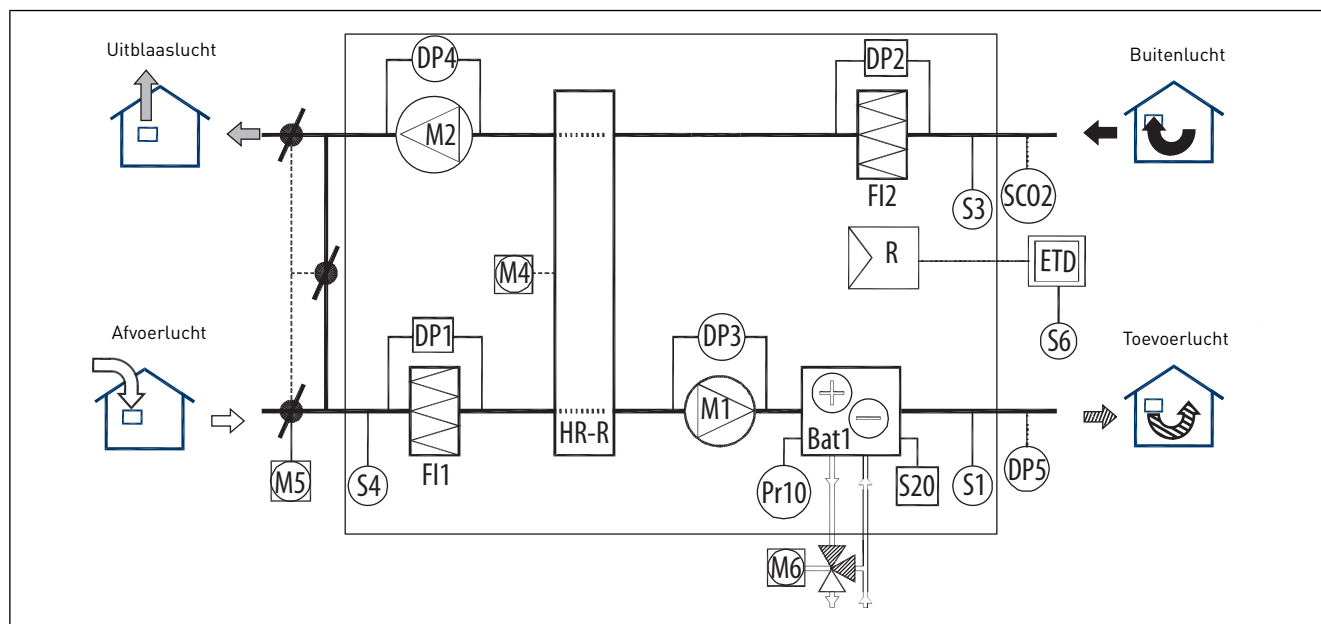 Uitblaaslucht
DP4
DP2
Buitenlucht
M2
FI2
S3
SCO2
M4
R
ETD
S6
Afvoerlucht
DP1
DP3
Toevoerlucht
M1
HR-R
Bat1
M5
S4
FI1
Pr10
S20
S1
DP5
M6